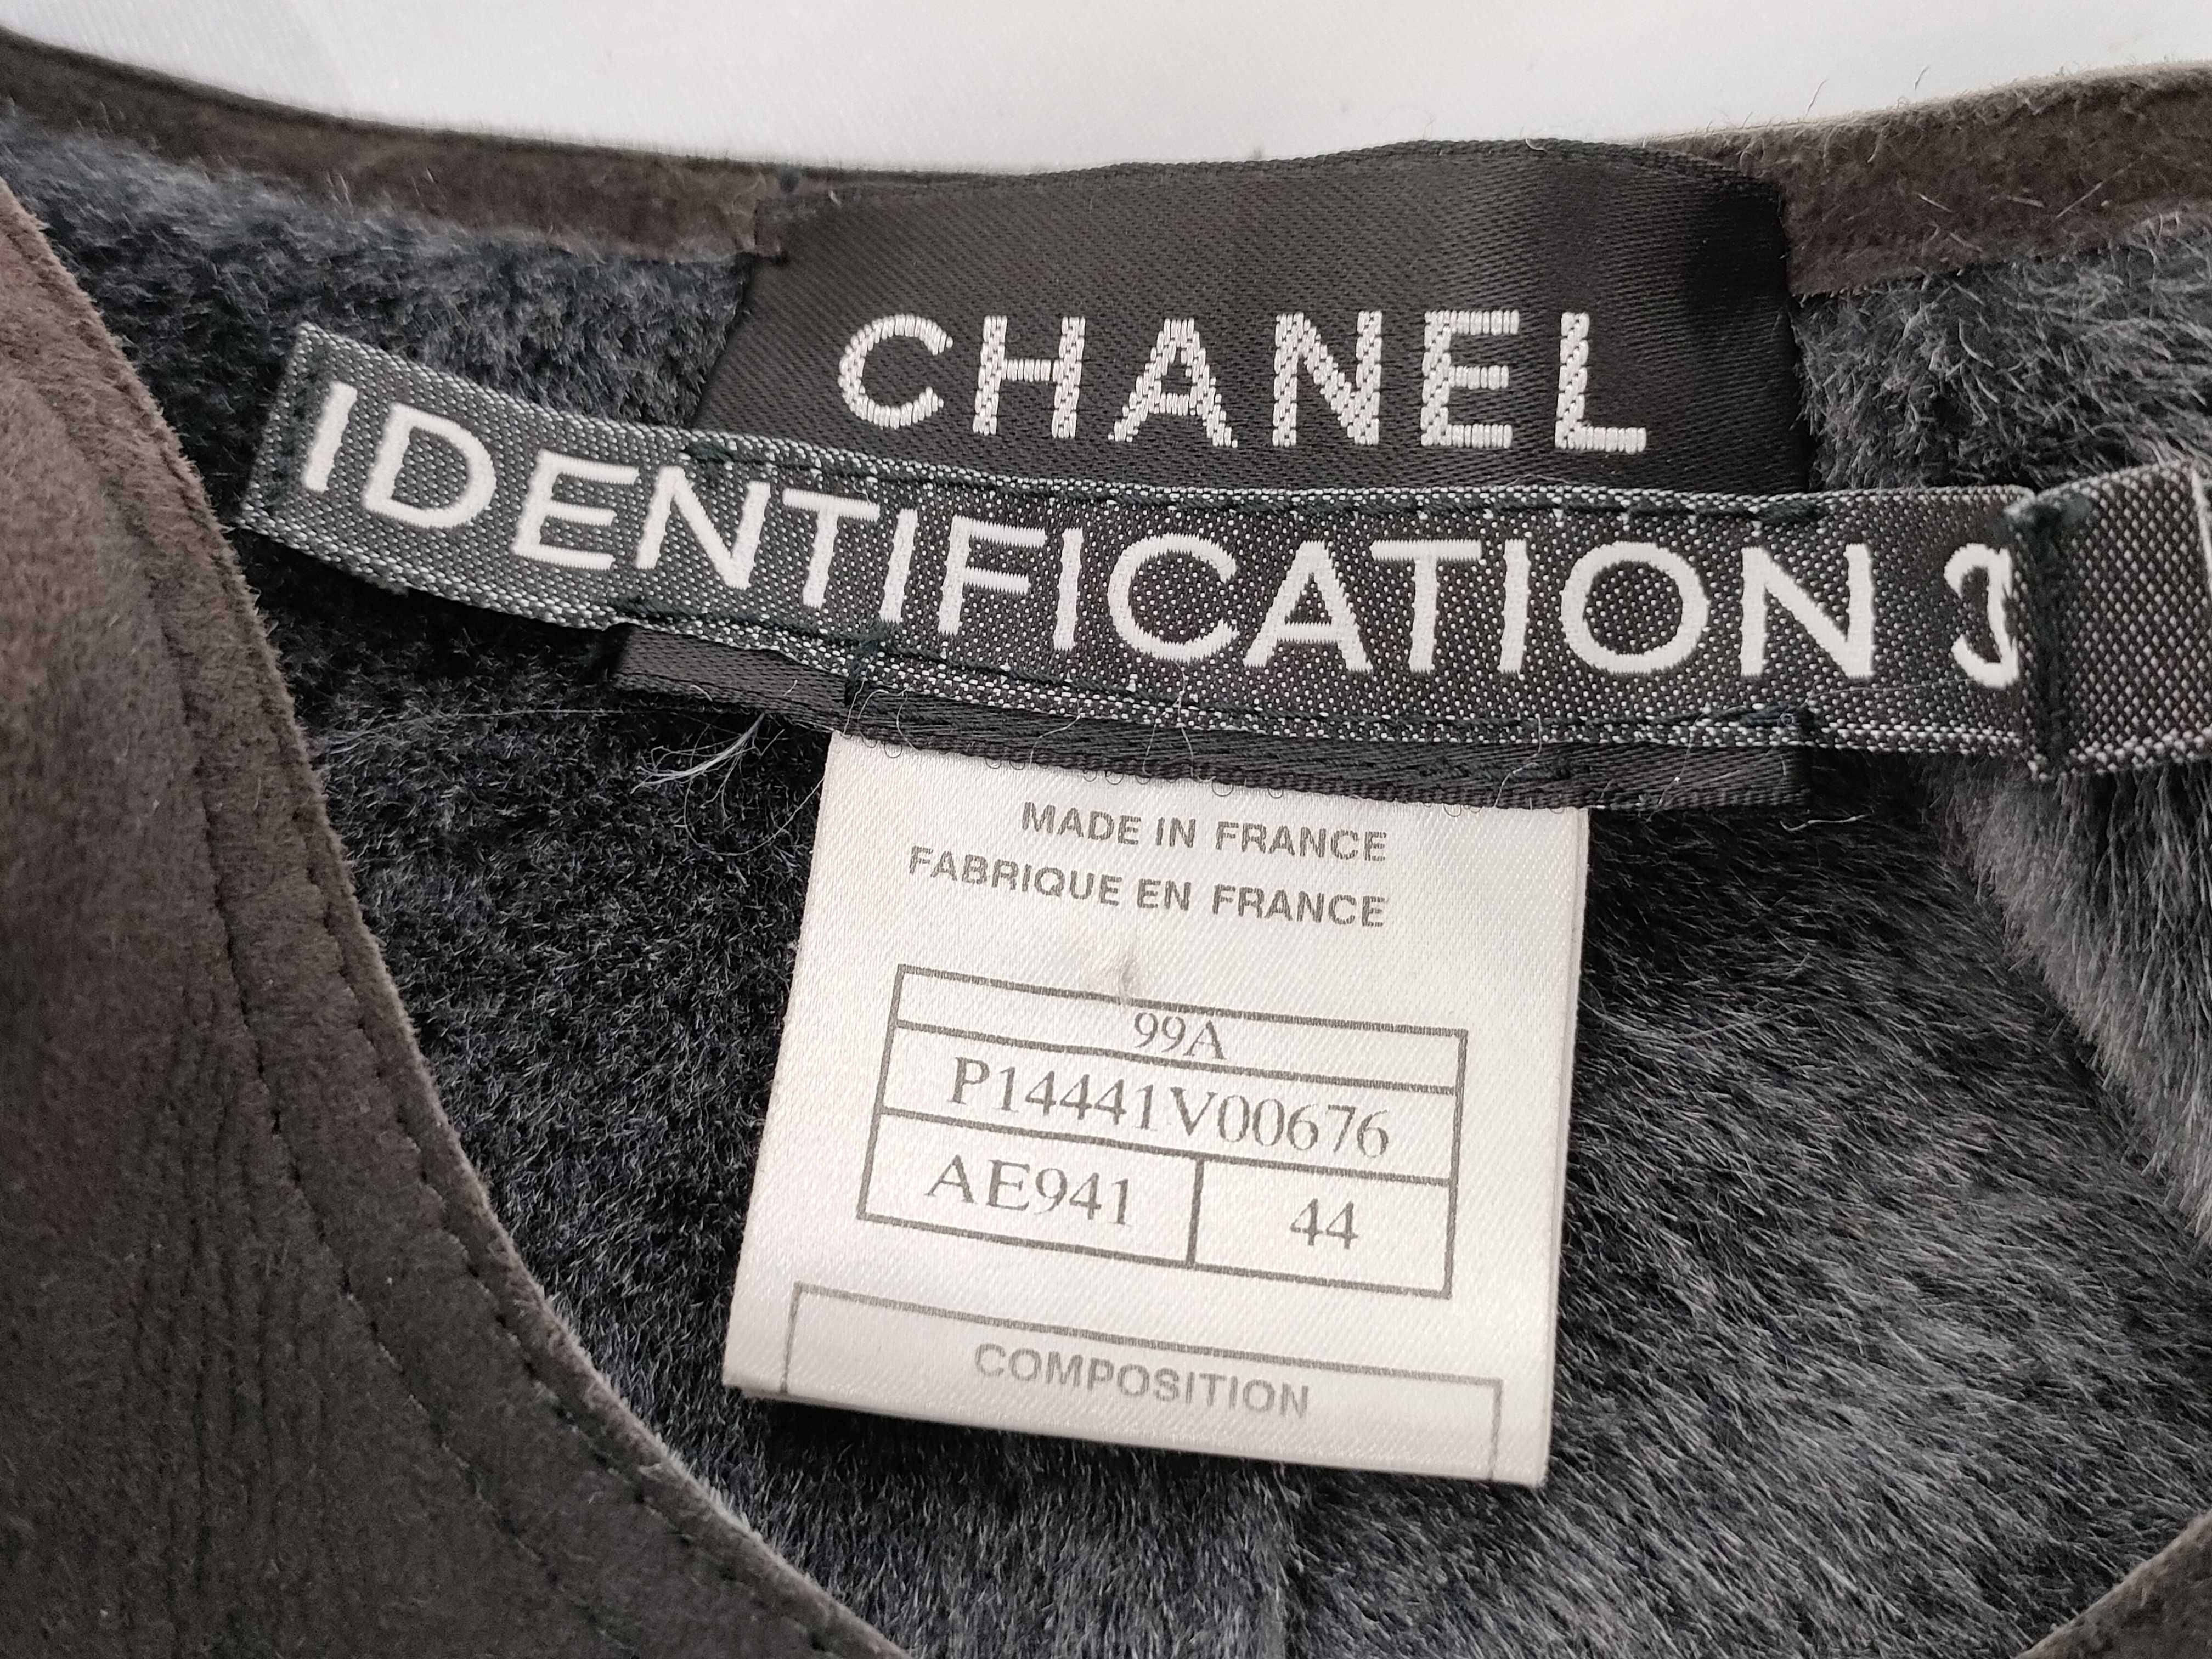 CHANEL
IDENTIFICATION
MADE IN FRANCE
FABRIQUE EN FRANCE
99A
P14441V00676
AE941 44
COMPOSITION